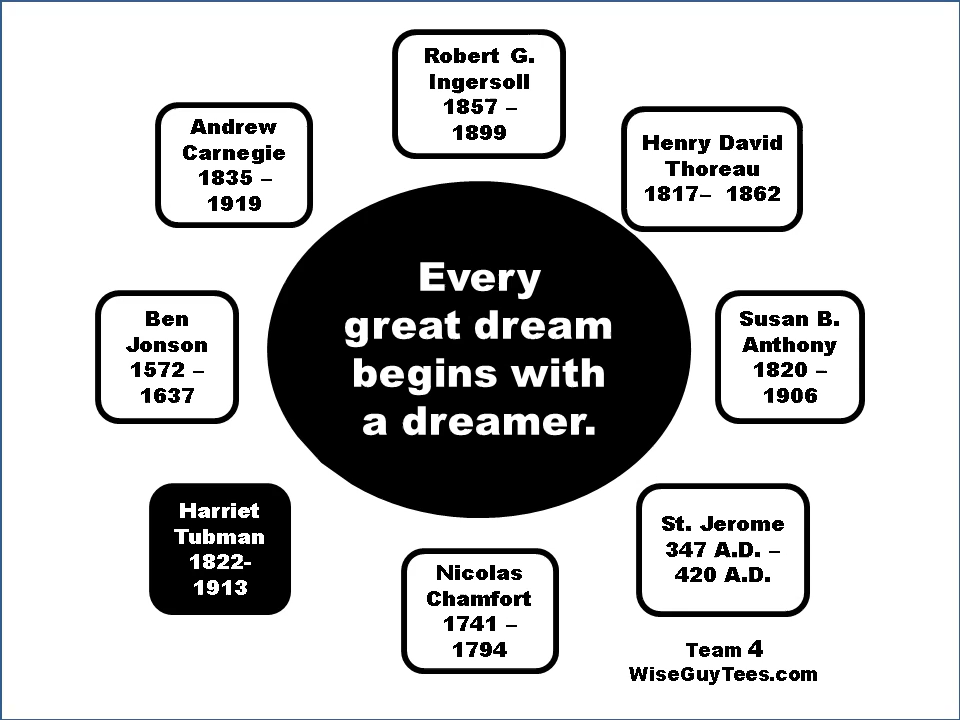 Robert G.
Ingersoll
1857 –
1899
Andrew
Carnegie
1835 –
1919
Henry David
Thoreau
1817–  1862
Every
great dream
begins with
a dreamer.
Ben
Jonson
1572 –
1637
Susan B.
Anthony
1820 –
1906
Harriet
Tubman
1822-
1913
St. Jerome
347 A.D. –
420 A.D.
Nicolas
Chamfort
1741 –
1794
Team 4
WiseGuyTees.com